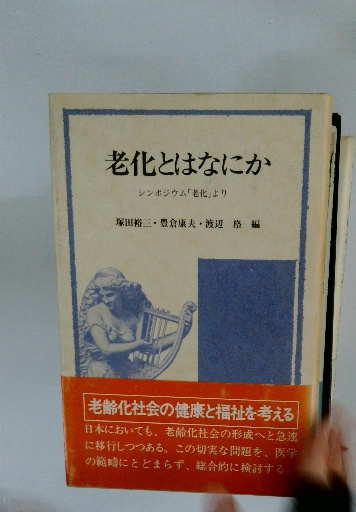 老化とはなにか
シンポジウム「老化」より
塚田裕三・豊倉康夫・渡辺 格 編
老齢化社会の健康と福祉を考える
日本においても、老齢化社会の形成へと急速
に移行しつつある。この切実な問題を、医学
の範疇にとどまらず、総合的に検討する。